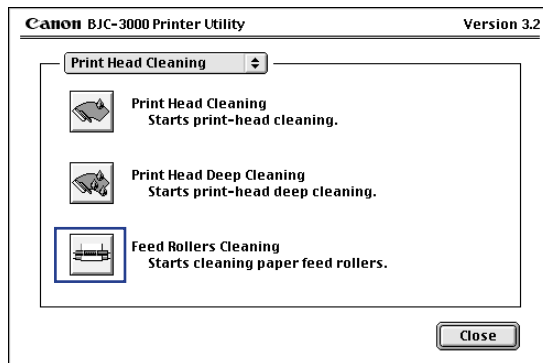 Canon BJC-3000 Printer Utility Version 3.2
Print Head Cleaning
Print Head Cleaning
Starts print-head cleaning.
Print Head Deep Cleaning
Starts print-head deep cleaning.
Feed Rollers Cleaning
Starts cleaning paper feed rollers.
Close